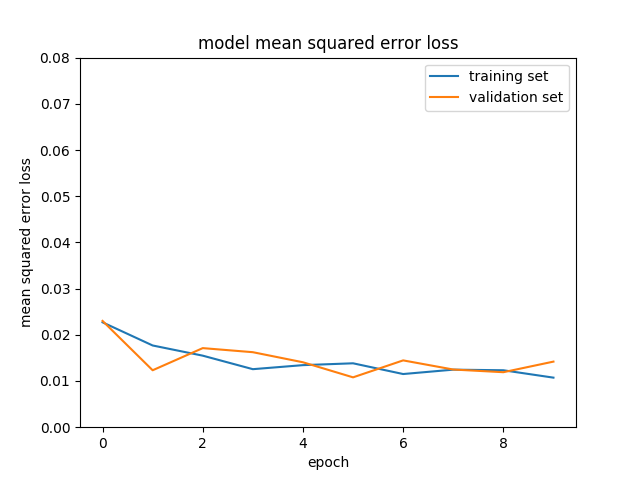 model mean squared error loss
training set
validation set
0.08
0.07
0.06
0.05
0.04
0.03
0.02
0.01
0.00
mean squared error loss
0 2 4 6 8
epoch